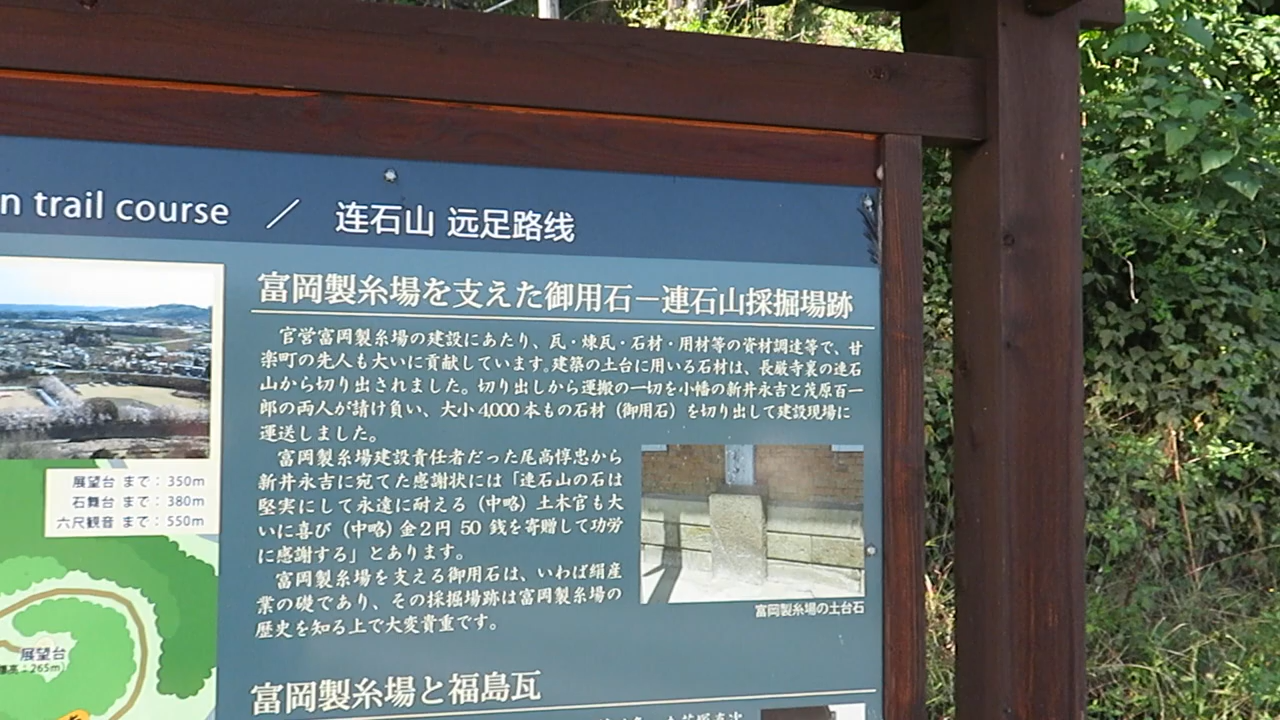 n trail course ／ 连石山 远足路线
富岡製糸場を支えた御用石－連石山採掘場跡
官営富岡製糸場の建設にあたり、瓦・煉瓦・石材・用材等の資材調達等で、甘
楽町の先人も大いに貢献しています。建築の土台に用いる石材は、長厳寺裏の連石
山から切り出されました。切り出しから運搬の一切を小幡の新井永吉と茂原百一
郎の両人が請け負い、大小4,000本もの石材（御用石）を切り出して建設現場に
運送しました。
富岡製糸場建設責任者だった尾高惇忠から
新井永吉に宛てた感謝状には「連石山の石は
堅実にして永遠に耐える（中略）土木官も大
いに喜び（中略）金２円 50 銭を寄贈して功労
に感謝する」とあります。
富岡製糸場を支える御用石は、いわば絹産
業の礎であり、その採掘場跡は富岡製糸場の
歴史を知る上で大変貴重です。
富岡製糸場の土台石
展望台 まで：350m
石舞台 まで：380m
六尺観音 まで：550m
展望台
標高：265m)
富岡製糸場と福島瓦